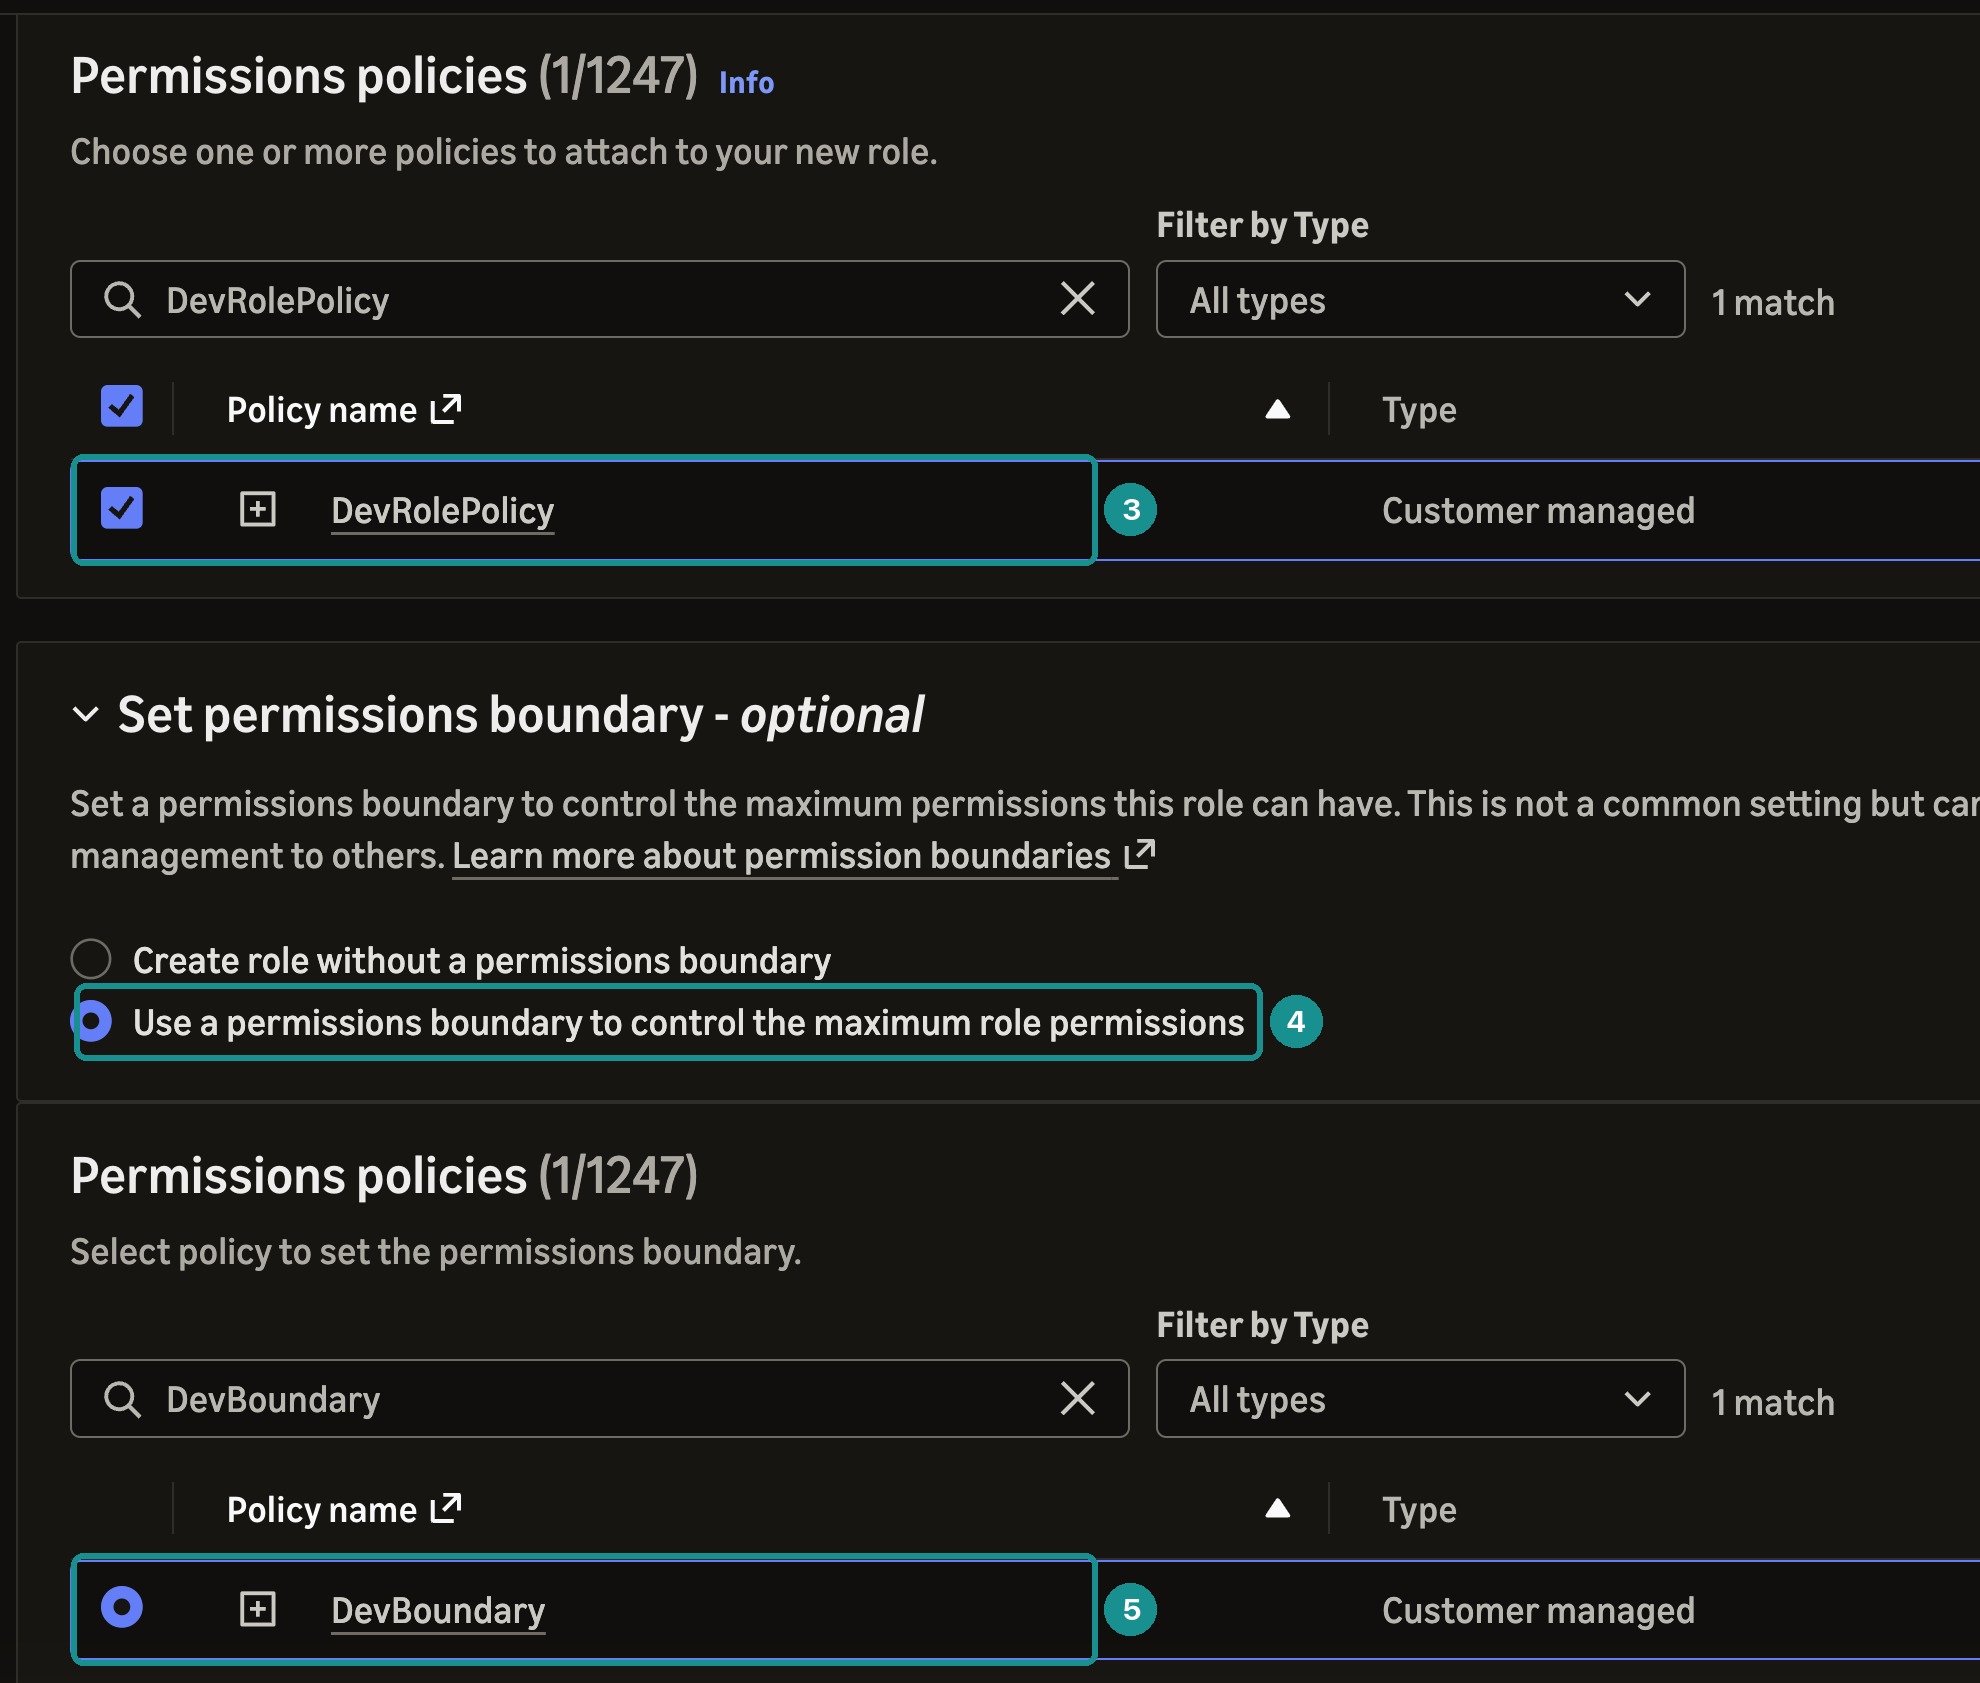 Permissions policies (1/1247) Info
Choose one or more policies to attach to your new role.
Filter by Type
DevRolePolicy
All types
1 match
Policy name
Type
DevRolePolicy
3
Customer managed
Set permissions boundary - optional
Set a permissions boundary to control the maximum permissions this role can have. This is not a common setting but
management to others. Learn more about permission boundaries
Create role without a permissions boundary
Use a permissions boundary to control the maximum role permissions
4
Permissions policies (1/1247)
Select policy to set the permissions boundary.
Filter by Type
DevBoundary
All types
1 match
Policy name
Type
DevBoundary
5
Customer managed